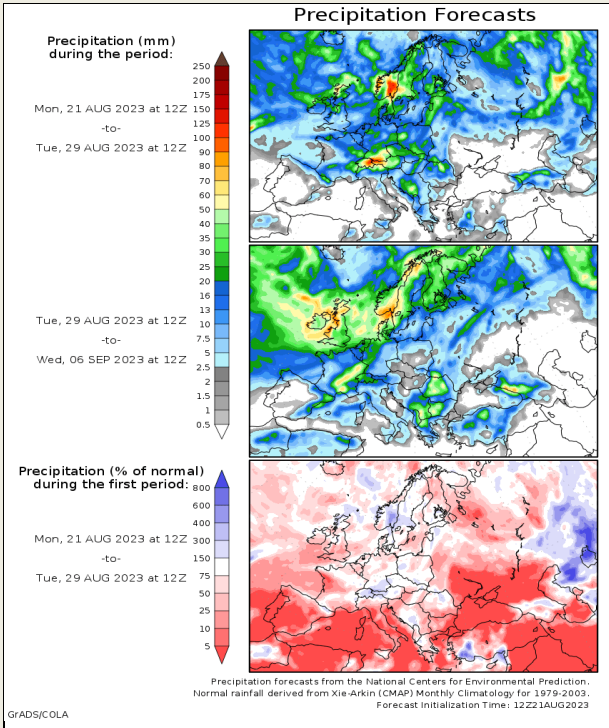 Precipitation Forecasts
Precipitation (mm)
during the period:
Mon, 21 AUG 2023 at 12Z
-to-
Tue, 29 AUG 2023 at 12Z
250
200
175
150
125
100
90
80
70
60
50
40
35
30
25
20
16
13
10
7.5
5
2.5
2
1.5
1
0.5
Tue, 29 AUG 2023 at 12Z
-to-
Wed, 06 SEP 2023 at 12Z
Precipitation (% of normal)
during the first period:
Mon, 21 AUG 2023 at 12Z
-to-
Tue, 29 AUG 2023 at 12Z
800
600
400
300
150
75
50
25
10
5
Precipitation forecasts from the National Centers for Environmental Prediction.
Normal rainfall derived from Xie-Arkin (CMAP) Monthly Climatology for 1979-2003.
Forecast Initialization Time: 12Z21AUG2023
GrADS/COLA